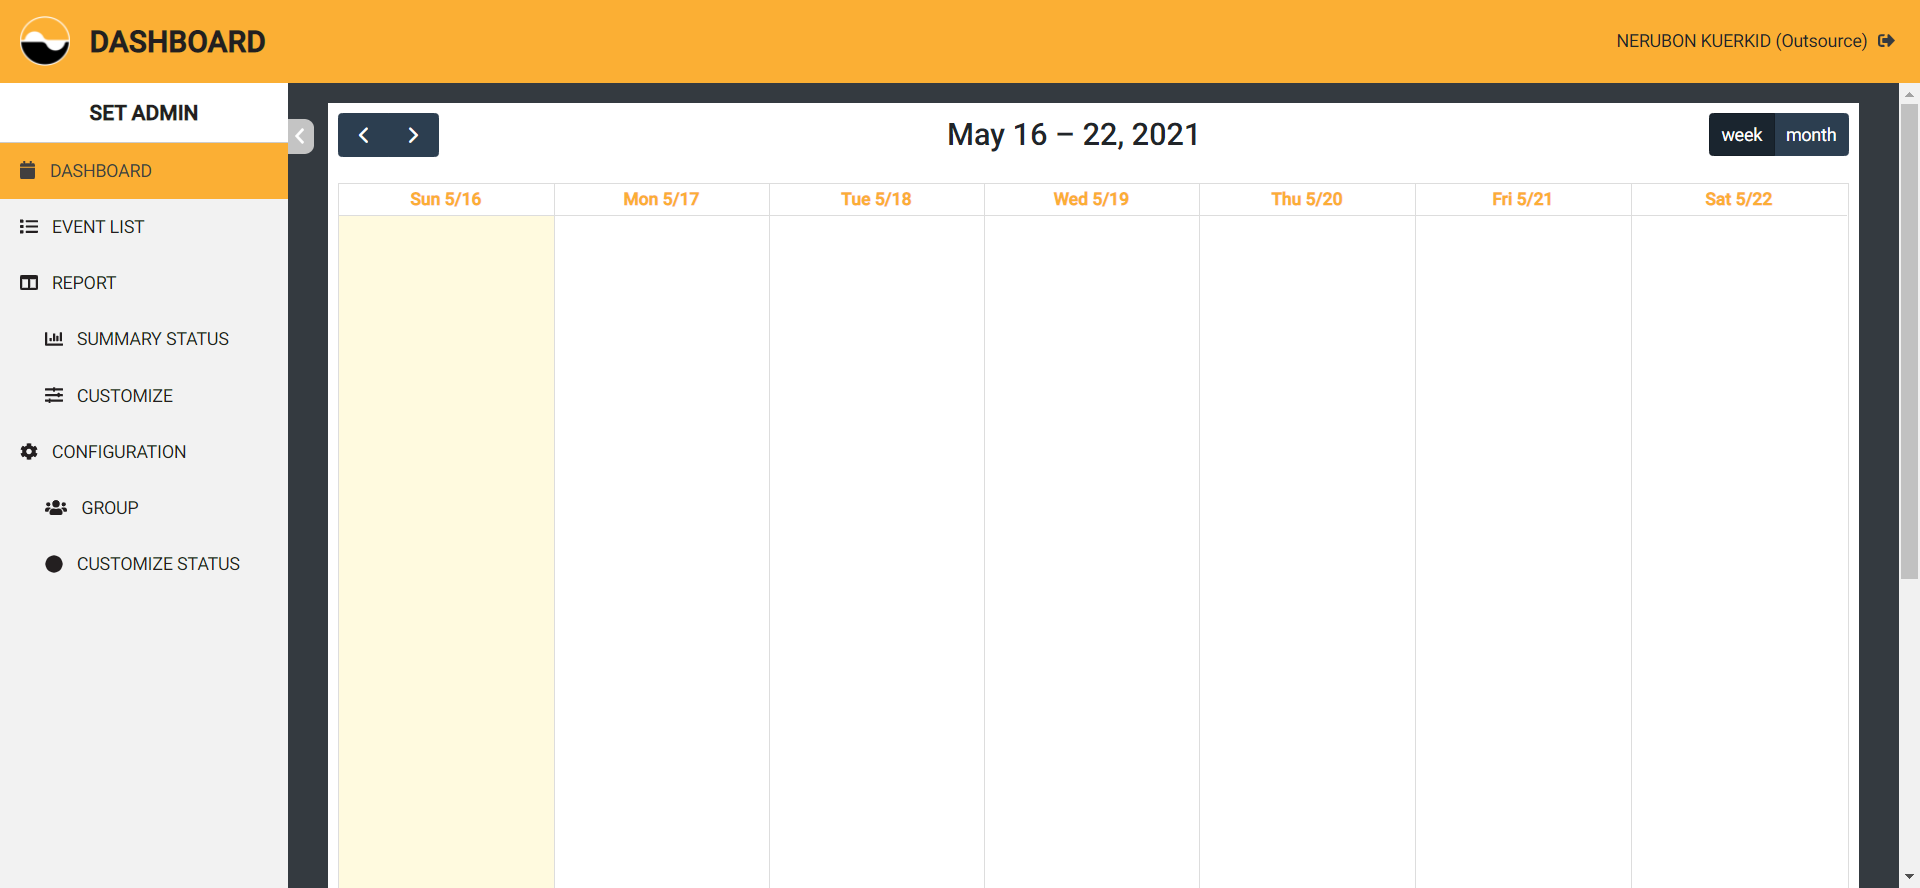 DASHBOARD
NERUBON KUERKID (Outsource)
SET ADMIN
DASHBOARD
EVENT LIST
REPORT
SUMMARY STATUS
CUSTOMIZE
CONFIGURATION
GROUP
CUSTOMIZE STATUS
May 16 – 22, 2021
week month
Sun 5/16 Mon 5/17 Tue 5/18 Wed 5/19 Thu 5/20 Fri 5/21 Sat 5/22